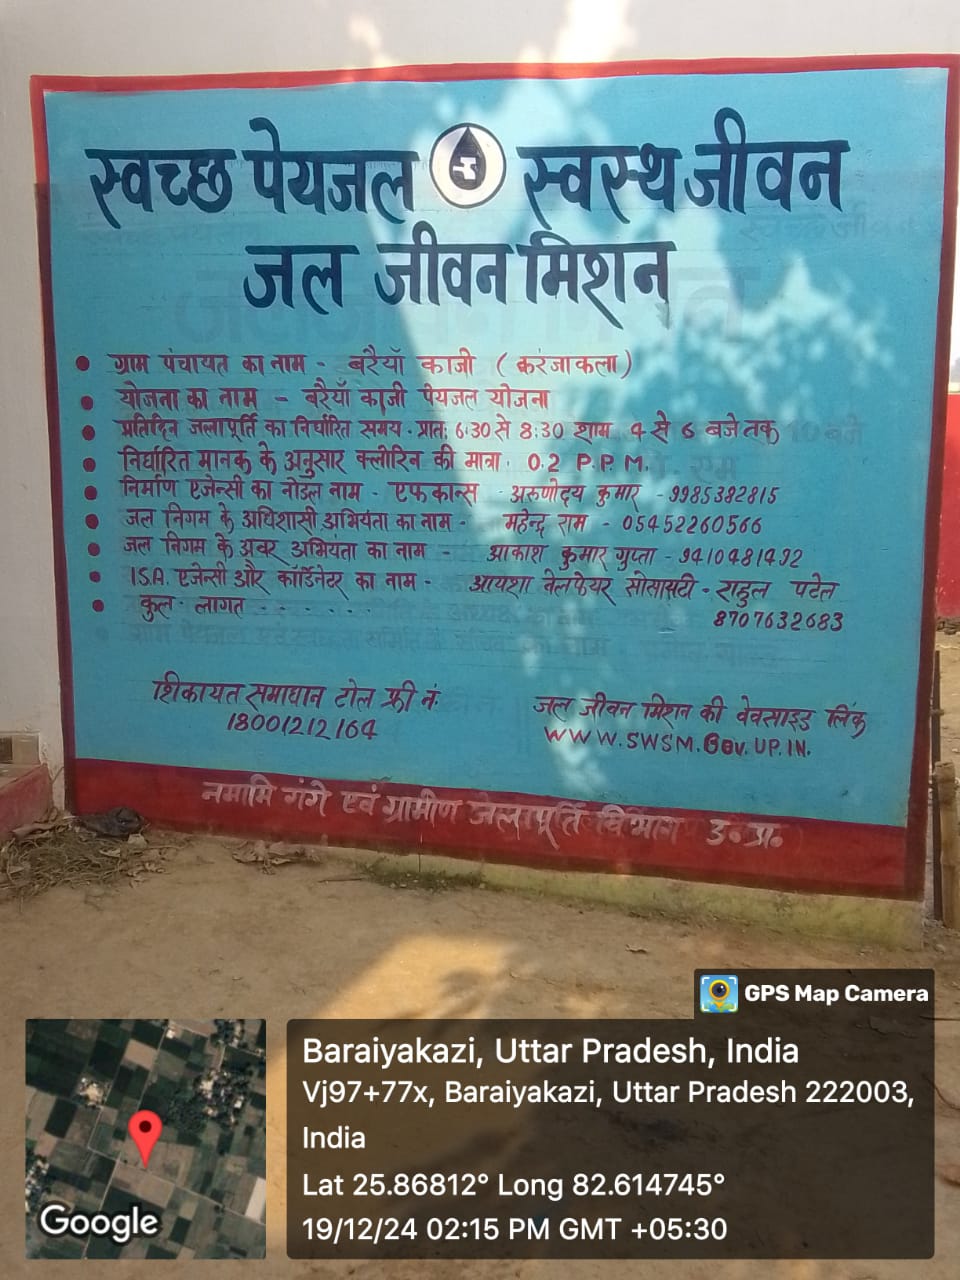 स्वच्छ पेयजल स्वस्थ जीवन
जल जीवन मिशन
• ग्राम पंचायत का नाम - बरैयाँ काजी (करंजाकला)
• योजना का नाम - बरैयाँ काजी पेयजल योजना
• प्रतिदिन जलापूर्ति का निर्धारित समय - प्रात: 6:30 से 8:30 शाम 4 से 6 बजे तक
• निर्धारित मानक के अनुसार क्लोरिन की मात्रा. 0.2 P.P.M.
• निर्माण एजेन्सी का नोडल नाम - एफकान्स - अरुणोदय कुमार - 9985382815
• जल निगम के अधिशासी अभियंता का नाम - महेन्द्र राम - 05452260566
• जल निगम के अवर अभियंता का नाम - आकाश कुमार गुप्ता - 9410481492
• I.S.A. एजेन्सी और कॉर्डिनेटर का नाम - आयशा वेलफेयर सोसायटी - राहुल पटेल
8707632683
• कुल लागत . . . . . .
शिकायत समाधान टोल फ्री नं.
18001212164
जल जीवन मिशन की वेवसाइड लिंक
WWW.SWSM.Gov.UP.IN.
नमामि गंगे एवं ग्रामीण जलापूर्ति विभाग उ.प्र.
GPS Map Camera
Baraiyakazi, Uttar Pradesh, India
Vj97+77x, Baraiyakazi, Uttar Pradesh 222003,
India
Lat 25.86812° Long 82.614745°
19/12/24 02:15 PM GMT +05:30
Google